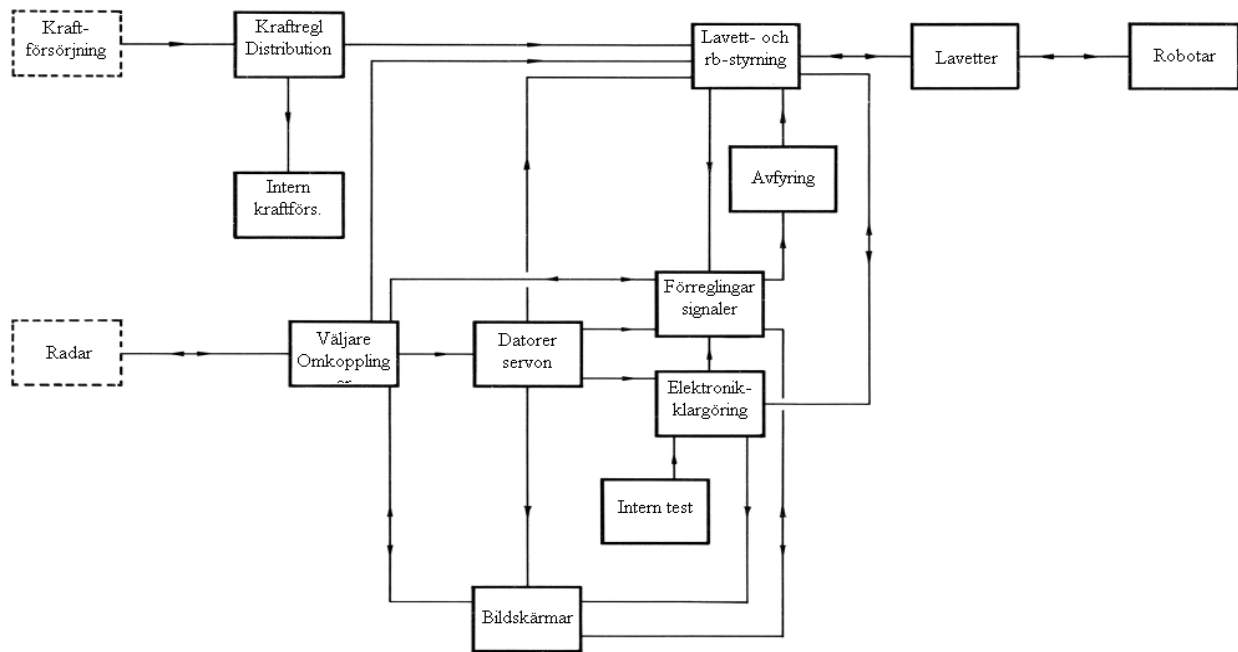 Kraft-
försörjning
Kraftregl
Distribution
Lavett- och
rb-styrning
Lavetter
Robotar
Intern
kraftförs.
Avfyring
Förreglingar
signaler
Radar
Väljare
Omkoppling
Datorer
servon
Elektronik-
klargöring
Intern test
Bildskärmar